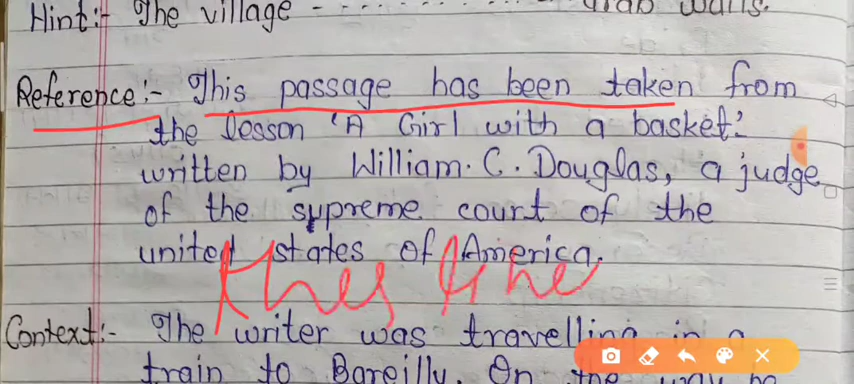 Hint:- The village - - - - - - - drab walls.
Reference:- This passage has been taken from
the lesson 'A Girl with a basket'
written by William. C. Douglas, a judge
of the supreme court of the
united states of America.
Context:- The writer was travelling in a
train to Bareilly. On the way he